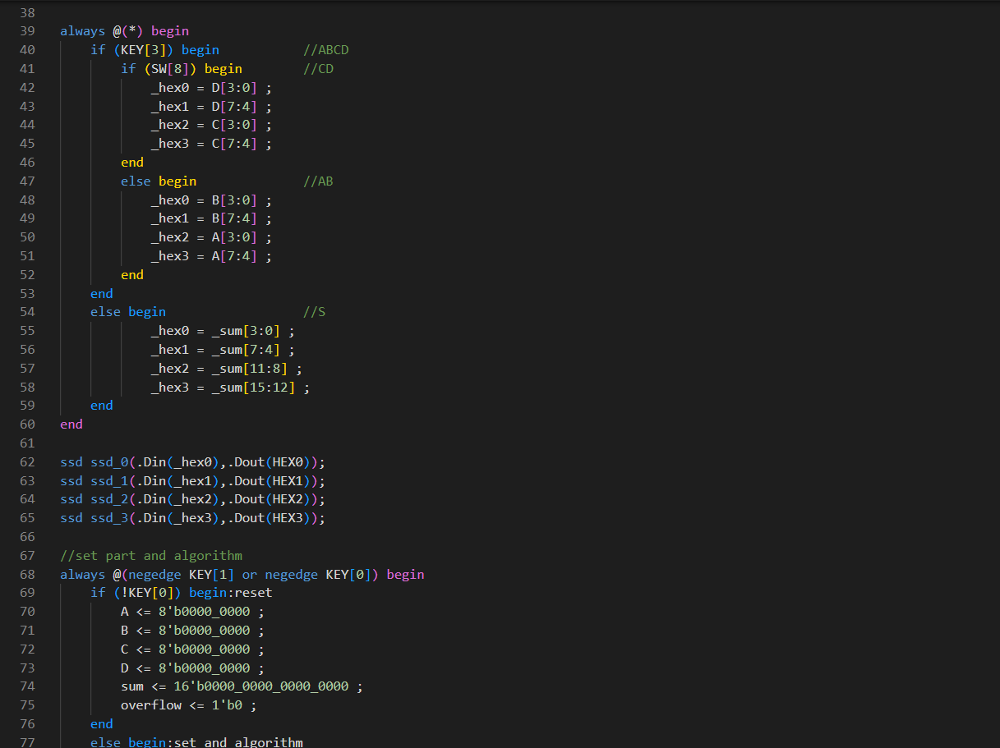 38
39 always @(*) begin
40 if (KEY[3]) begin //ABCD
41 if (SW[8]) begin //CD
42 _hex0 = D[3:0] ;
43 _hex1 = D[7:4] ;
44 _hex2 = C[3:0] ;
45 _hex3 = C[7:4] ;
46 end
47 else begin //AB
48 _hex0 = B[3:0] ;
49 _hex1 = B[7:4] ;
50 _hex2 = A[3:0] ;
51 _hex3 = A[7:4] ;
52 end
53 end
54 else begin //S
55 _hex0 = _sum[3:0] ;
56 _hex1 = _sum[7:4] ;
57 _hex2 = _sum[11:8] ;
58 _hex3 = _sum[15:12] ;
59 end
60 end
61
62 ssd ssd_0(.Din(_hex0),.Dout(HEX0));
63 ssd ssd_1(.Din(_hex1),.Dout(HEX1));
64 ssd ssd_2(.Din(_hex2),.Dout(HEX2));
65 ssd ssd_3(.Din(_hex3),.Dout(HEX3));
66
67 //set part and algorithm
68 always @(negedge KEY[1] or negedge KEY[0]) begin
69 if (!KEY[0]) begin:reset
70 A <= 8'b0000_0000 ;
71 B <= 8'b0000_0000 ;
72 C <= 8'b0000_0000 ;
73 D <= 8'b0000_0000 ;
74 sum <= 16'b0000_0000_0000_0000 ;
75 overflow <= 1'b0 ;
76 end
77 else begin:set_and_algorithm